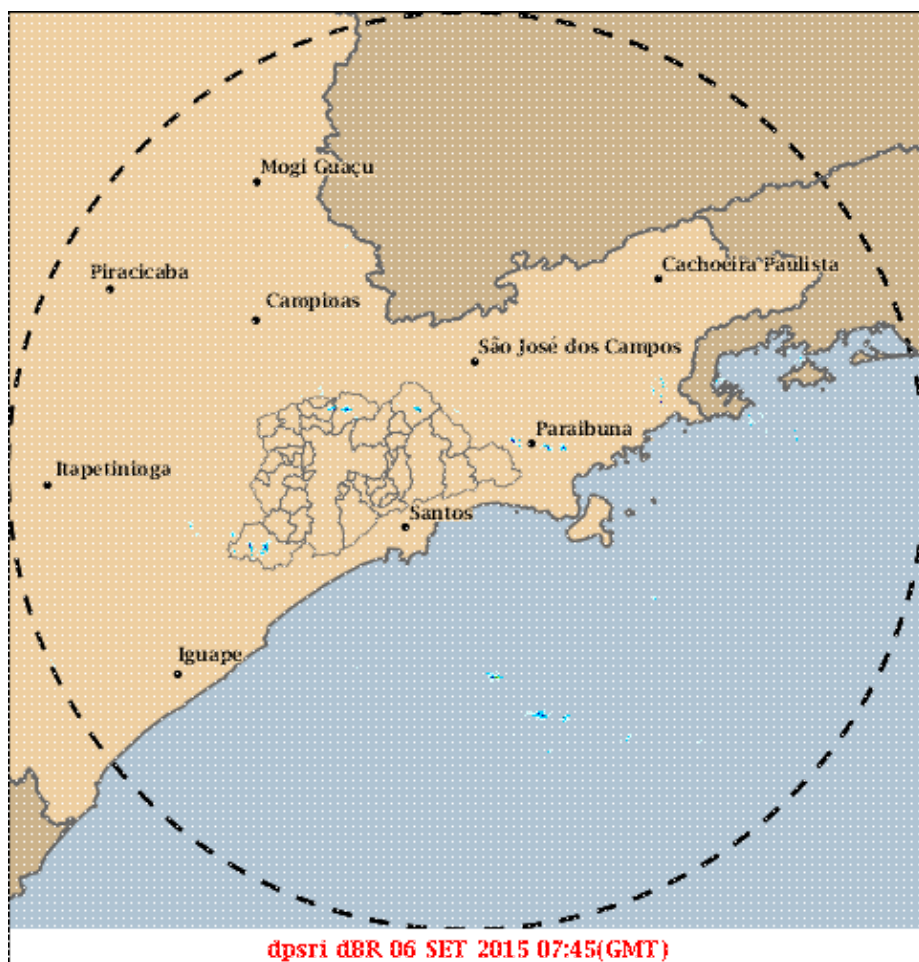 Mogi Guaçu
Piracicaba
Cachoeira Paulista
Campinas
São José dos Campos
Paraibuna
Itapetininga
Santos
Iguape
dpsri dBR 06 SET 2015 07:45(GMT)